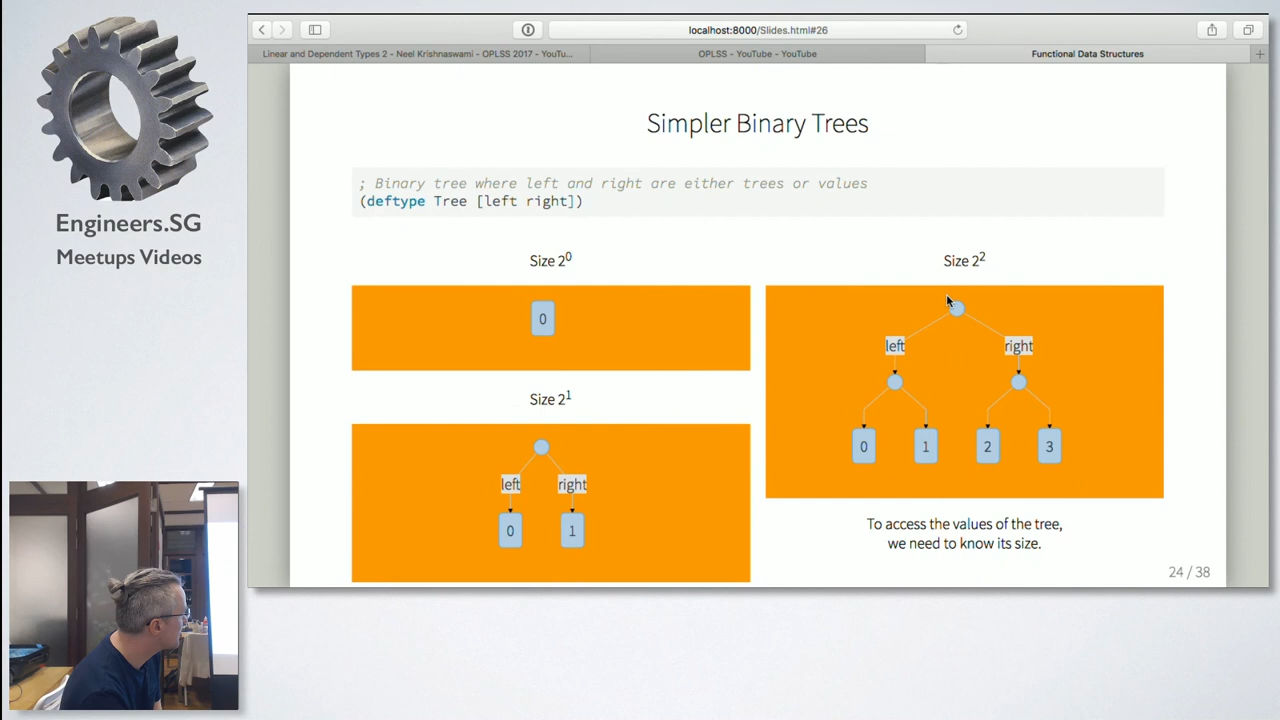 Engineers.SG
Meetups Videos
localhost:8000/Slides.html#26
Linear and Dependent Types 2 - Neel Krishnaswami - OPLSS 2017 - YouTu...
OPLSS - YouTube - YouTube
Functional Data Structures
Simpler Binary Trees
; Binary tree where left and right are either trees or values
(deftype Tree [left right])
Size 2⁰
0
Size 2¹
left right
0 1
Size 2²
left right
0 1 2 3
To access the values of the tree,
we need to know its size.
24 / 38